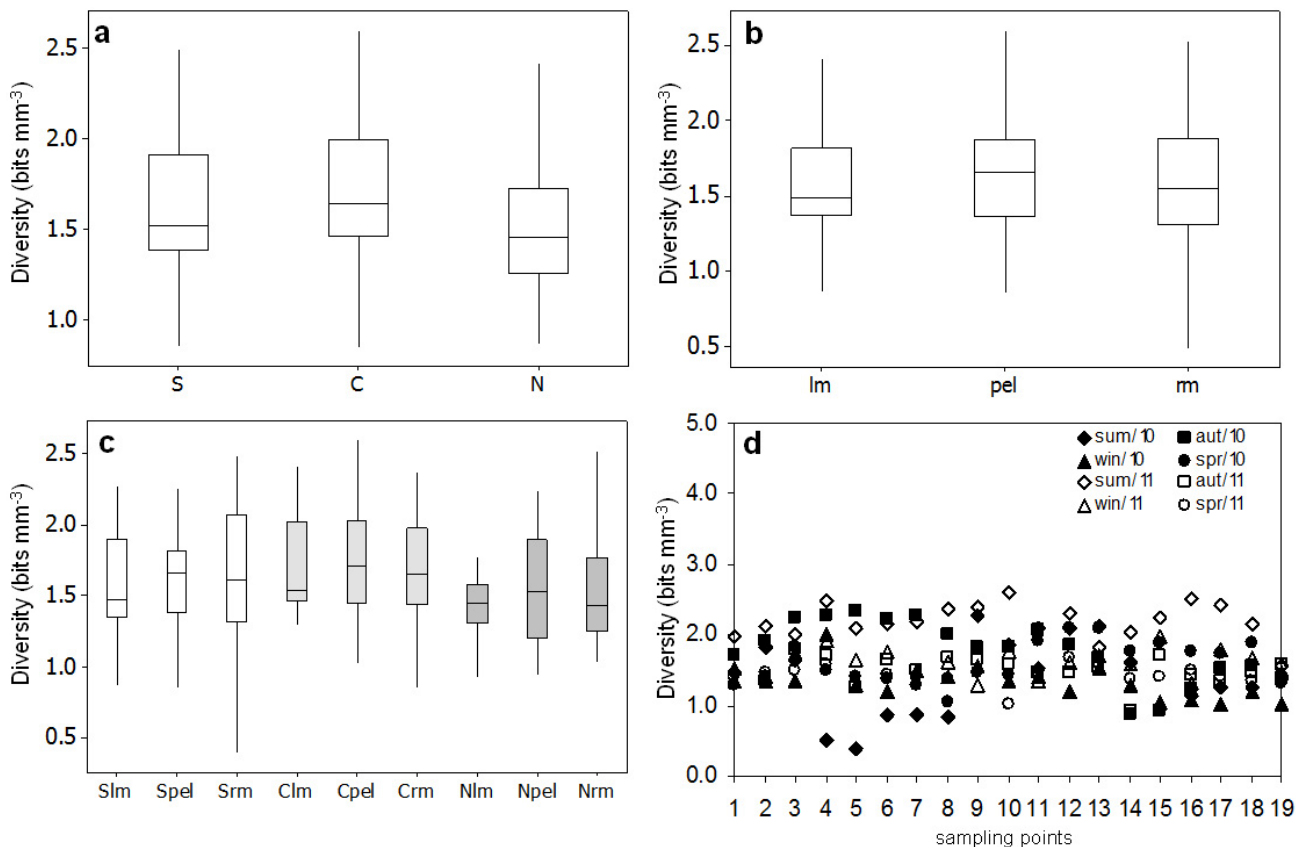 a
Diversity (bits mm-3)
2.5
2.0
1.5
1.0
S C N
b
Diversity (bits mm-3)
2.5
2.0
1.5
1.0
0.5
lm pel rm
c
Diversity (bits mm-3)
2.5
2.0
1.5
1.0
0.5
Slm Spel Srm Clm Cpel Crm Nlm Npel Nrm
d
Diversity (bits mm-3)
5.0
4.0
3.0
2.0
1.0
0.0
sum/10 aut/10
win/10 spr/10
sum/11 aut/11
win/11 spr/11
1 2 3 4 5 6 7 8 9 10 11 12 13 14 15 16 17 18 19
sampling points